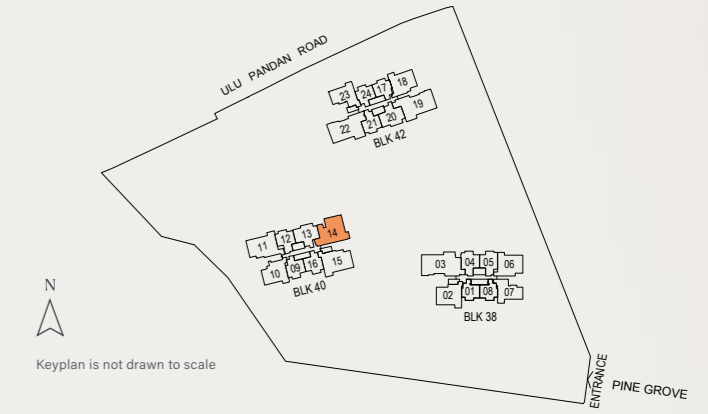 ULU PANDAN ROAD
23 24 17 18
22 21 20 19
BLK 42
11 12 13 14
10 09 16 15
BLK 40
03 04 05 06
02 01 08 07
BLK 38
N
Keyplan is not drawn to scale
ENTRANCE
PINE GROVE